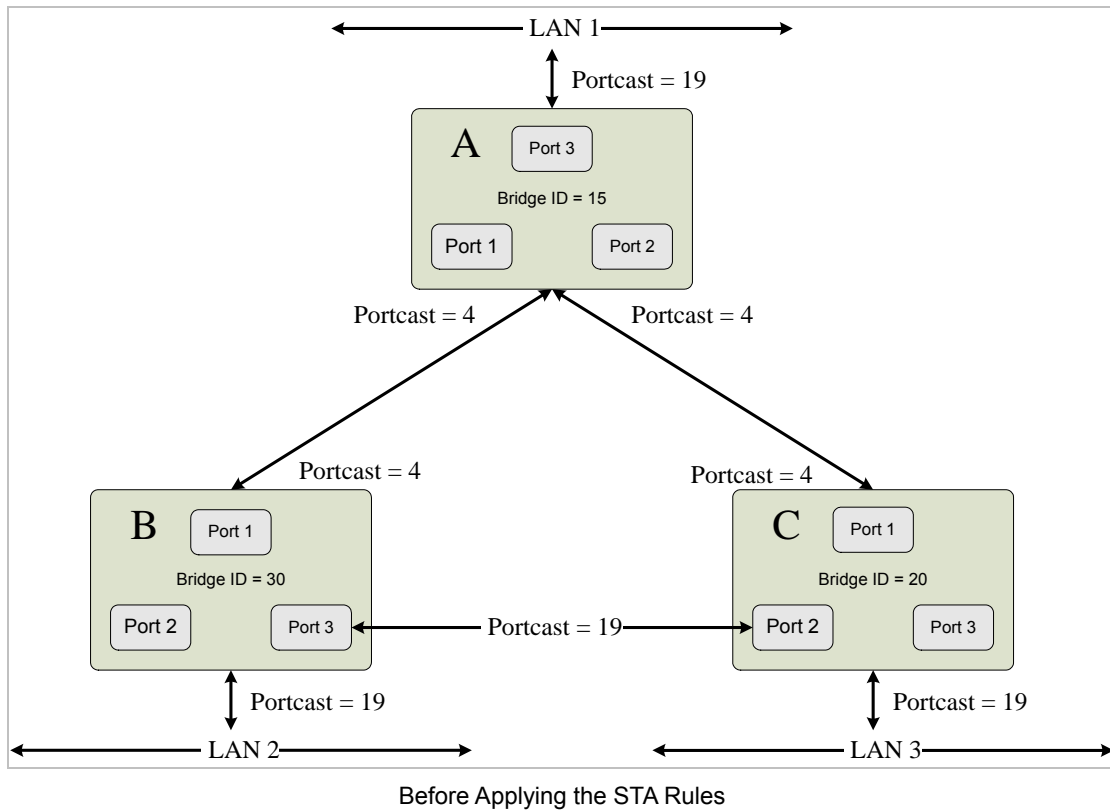 LAN 1
Portcast = 19
A
Port 3
Bridge ID = 15
Port 1
Port 2
Portcast = 4
Portcast = 4
Portcast = 4
Portcast = 4
B
Port 1
Bridge ID = 30
Port 2
Port 3
C
Port 1
Bridge ID = 20
Port 2
Port 3
Portcast = 19
Portcast = 19
Portcast = 19
LAN 2
LAN 3
Before Applying the STA Rules